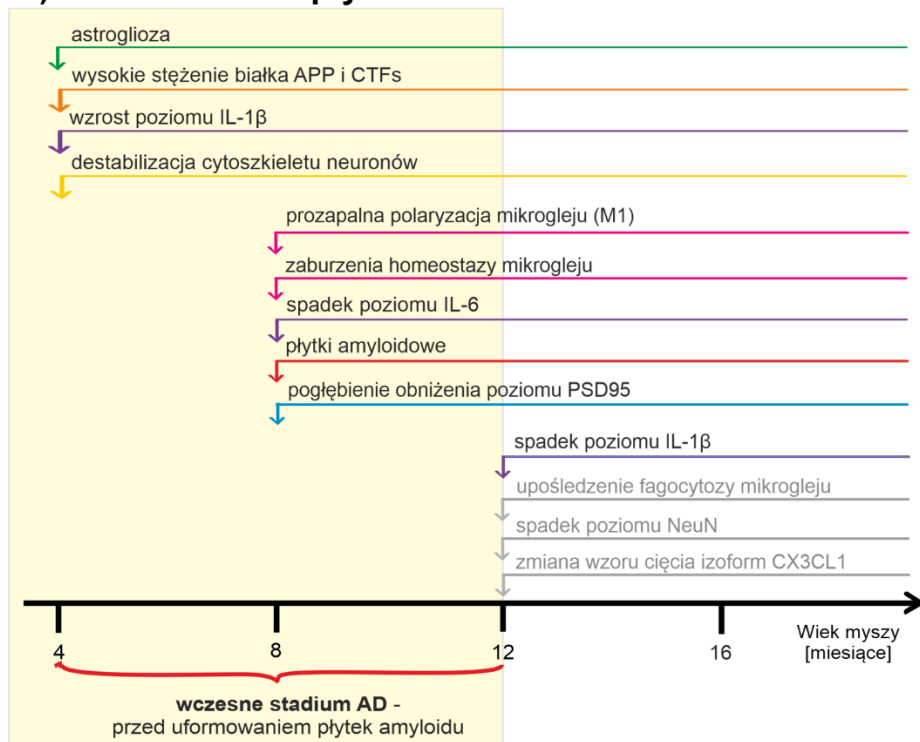 astroglioza
wysokie stężenie białka APP i CTFs
wzrost poziomu IL-1β
destabilizacja cytoszkieletu neuronów
prozapalna polaryzacja mikrogleju (M1)
zaburzenia homeostazy mikrogleju
spadek poziomu IL-6
płytki amyloidowe
pogłębienie obniżenia poziomu PSD95
spadek poziomu IL-1β
upośledzenie fagocytozy mikrogleju
spadek poziomu NeuN
zmiana wzoru cięcia izoform CX3CL1
4 8 12 16 Wiek myszy
[miesiące]
wczesne stadium AD -
przed uformowaniem płytek amyloidu